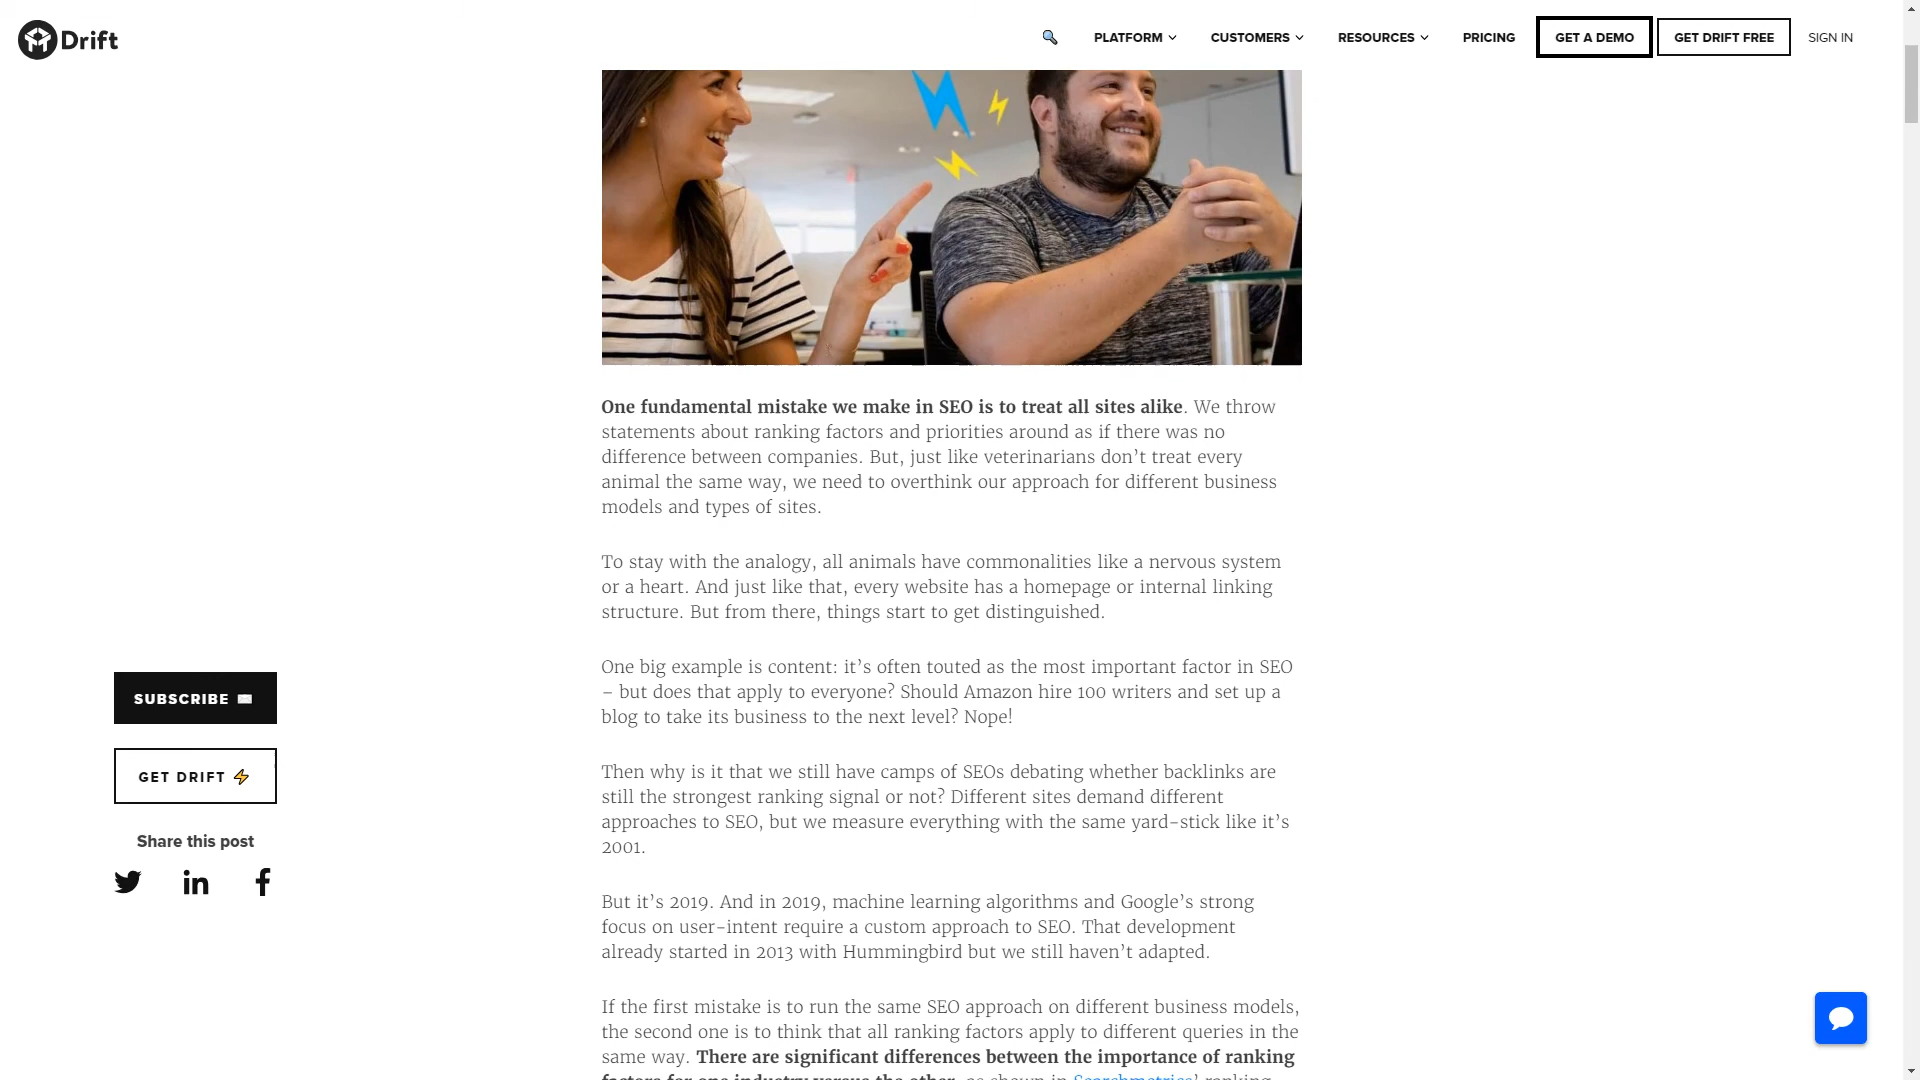 Drift
PLATFORM
CUSTOMERS
RESOURCES
PRICING
GET A DEMO
GET DRIFT FREE
SIGN IN
One fundamental mistake we make in SEO is to treat all sites alike. We throw
statements about ranking factors and priorities around as if there was no
difference between companies. But, just like veterinarians don’t treat every
animal the same way, we need to overthink our approach for different business
models and types of sites.
To stay with the analogy, all animals have commonalities like a nervous system
or a heart. And just like that, every website has a homepage or internal linking
structure. But from there, things start to get distinguished.
One big example is content: it’s often touted as the most important factor in SEO
– but does that apply to everyone? Should Amazon hire 100 writers and set up a
blog to take its business to the next level? Nope!
Then why is it that we still have camps of SEOs debating whether backlinks are
still the strongest ranking signal or not? Different sites demand different
approaches to SEO, but we measure everything with the same yard-stick like it’s
2001.
But it’s 2019. And in 2019, machine learning algorithms and Google’s strong
focus on user-intent require a custom approach to SEO. That development
already started in 2013 with Hummingbird but we still haven’t adapted.
If the first mistake is to run the same SEO approach on different business models,
the second one is to think that all ranking factors apply to different queries in the
same way. There are significant differences between the importance of ranking
factors for one industry versus the other, as shown in Searchmetrics’ ranking
SUBSCRIBE
GET DRIFT
Share this post